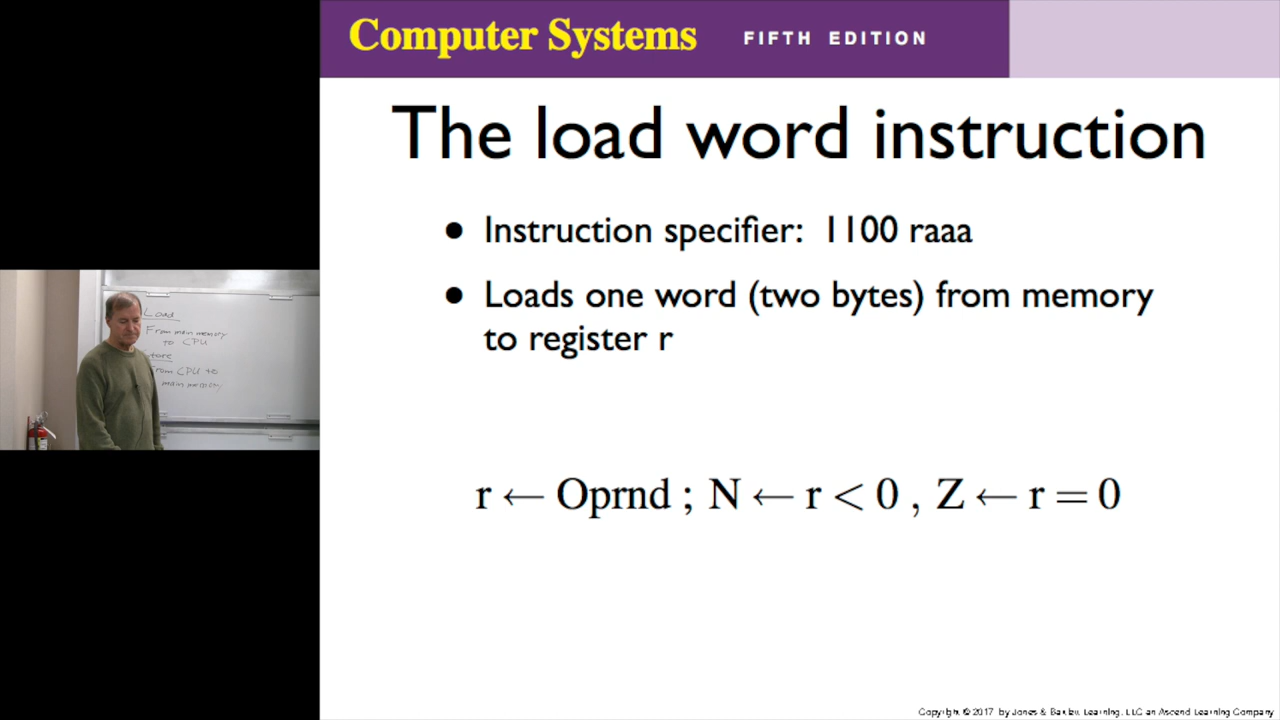 Computer Systems FIFTH EDITION
The load word instruction
• Instruction specifier: 1100 raaa
• Loads one word (two bytes) from memory
to register r
r ← Oprnd ; N ← r < 0 , Z ← r = 0
Load
From main memory
to CPU
Store
From CPU to
main memory
Copyright © 2017 by Jones & Bartlett Learning, LLC an Ascend Learning Company